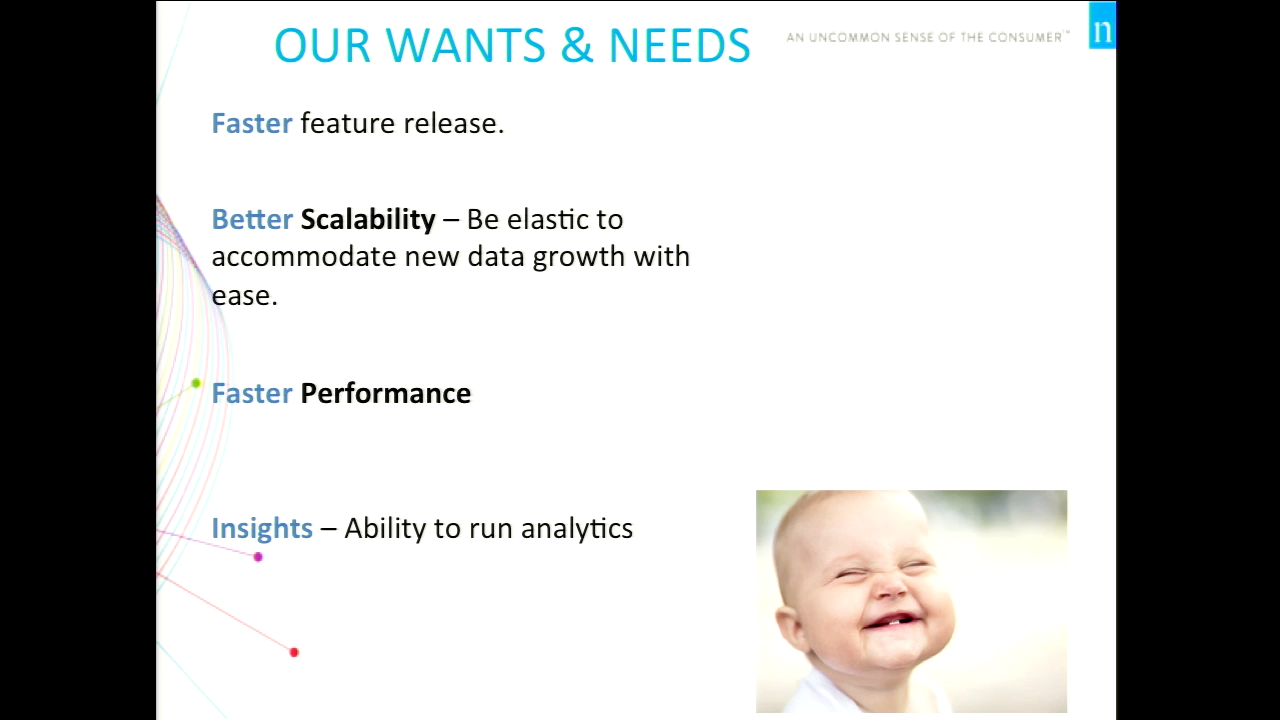 OUR WANTS & NEEDS
AN UNCOMMON SENSE OF THE CONSUMER™
n
Faster feature release.
Better Scalability – Be elastic to
accommodate new data growth with
ease.
Faster Performance
Insights – Ability to run analytics